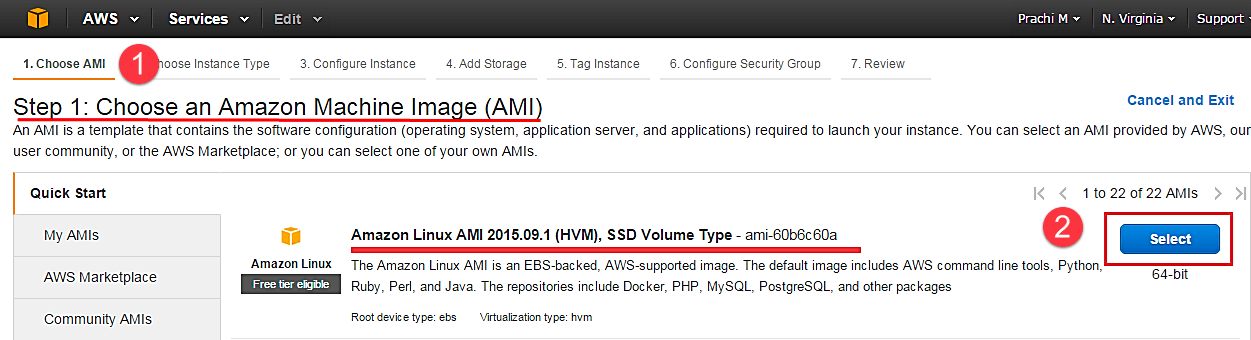 AWS Services Edit Prachi M N. Virginia Support
1. Choose AMI 1 hoose Instance Type 3. Configure Instance 4. Add Storage 5. Tag Instance 6. Configure Security Group 7. Review
Step 1: Choose an Amazon Machine Image (AMI)
Cancel and Exit
An AMI is a template that contains the software configuration (operating system, application server, and applications) required to launch your instance. You can select an AMI provided by AWS, our
user community, or the AWS Marketplace; or you can select one of your own AMIs.
Quick Start
My AMIs
AWS Marketplace
Community AMIs
1 to 22 of 22 AMIs
Amazon Linux
Free tier eligible
Amazon Linux AMI 2015.09.1 (HVM), SSD Volume Type - ami-60b6c60a
The Amazon Linux AMI is an EBS-backed, AWS-supported image. The default image includes AWS command line tools, Python,
Ruby, Perl, and Java. The repositories include Docker, PHP, MySQL, PostgreSQL, and other packages
Root device type: ebs Virtualization type: hvm
2
Select
64-bit